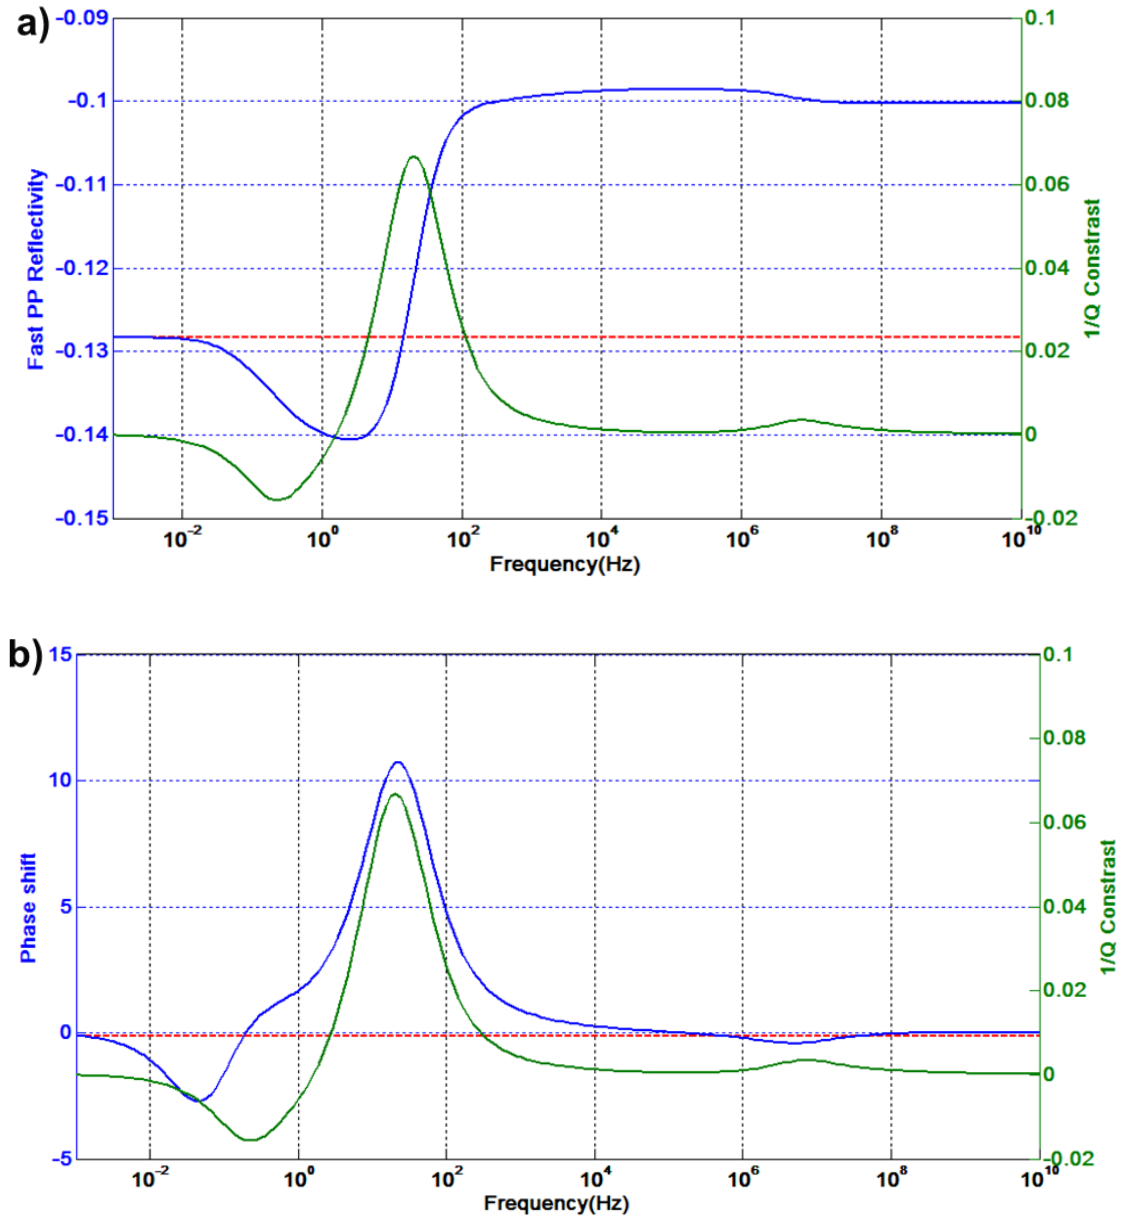 a)
-0.09
-0.1
-0.11
-0.12
-0.13
-0.14
-0.15
Fast PP Reflectivity
0.1
0.08
0.06
0.04
0.02
0
-0.02
1/Q Constrast
10⁻² 10⁰ 10² 10⁴ 10⁶ 10⁸ 10¹⁰
Frequency(Hz)
b)
15
10
5
0
-5
Phase shift
0.1
0.08
0.06
0.04
0.02
0
-0.02
1/Q Constrast
10⁻² 10⁰ 10² 10⁴ 10⁶ 10⁸ 10¹⁰
Frequency(Hz)